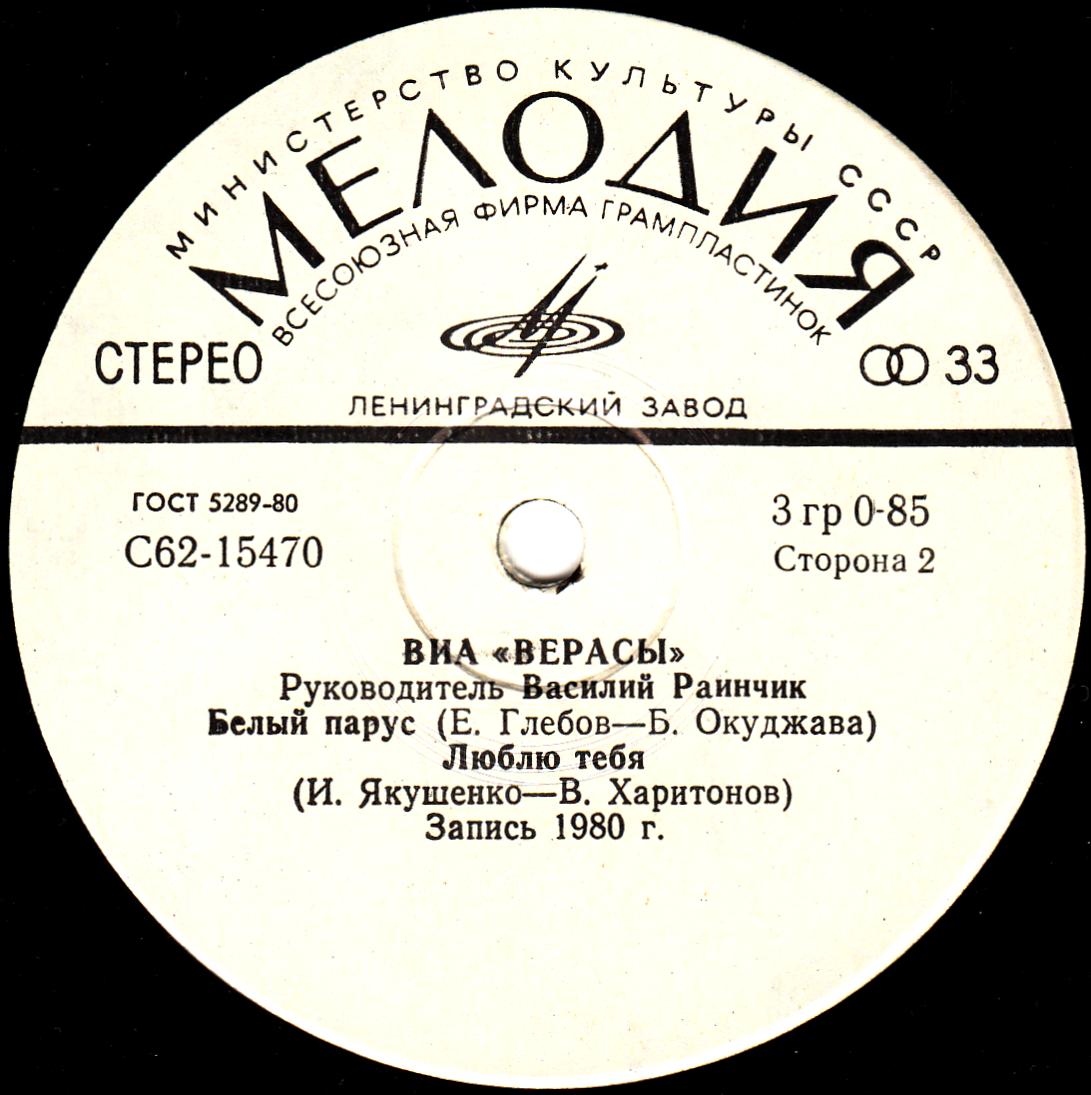 МИНИСТЕРСТВО КУЛЬТУРЫ СССР
МЕЛОДИЯ
ВСЕСОЮЗНАЯ ФИРМА ГРАМПЛАСТИНОК
СТЕРЕО
33
ЛЕНИНГРАДСКИЙ ЗАВОД
ГОСТ 5289-80
3 гр 0-85
С62-15470
Сторона 2
ВИА «ВЕРАСЫ»
Руководитель Василий Раинчик
Белый парус (Е. Глебов—Б. Окуджава)
Люблю тебя
(И. Якушенко—В. Харитонов)
Запись 1980 г.